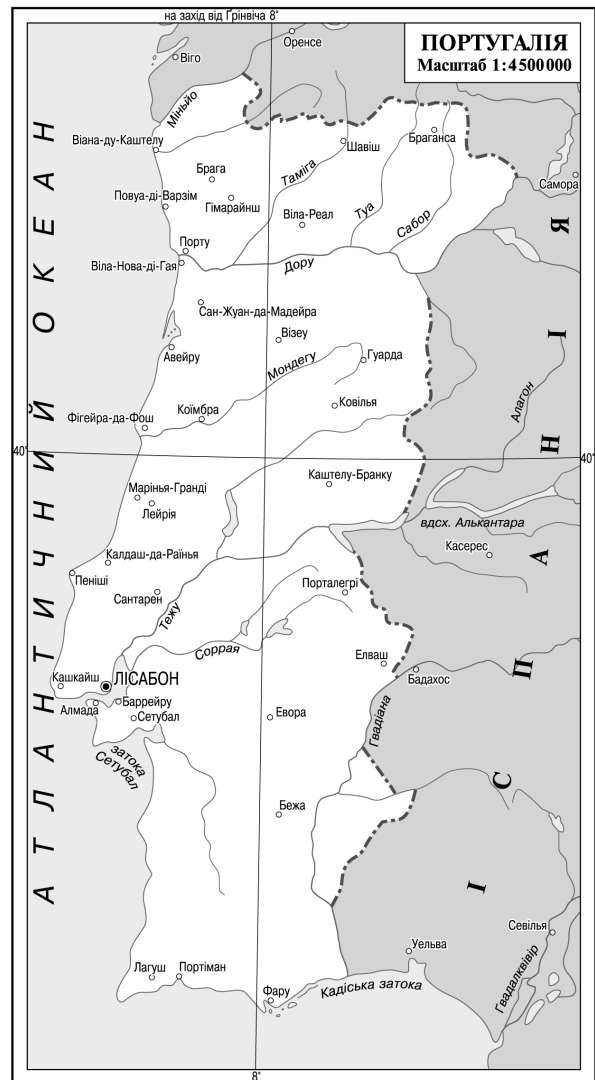 на захід від Ґрінвіча 8°
ПОРТУГАЛІЯ
Масштаб 1:4500000
Оренсе
Віго
Міньйо
Віана-ду-Каштелу
Шавіш
Браганса
Брага
Таміга
Самора
Повуа-ді-Варзім
Гімарайнш
Віла-Реал
Туа
Сабор
Порту
Віла-Нова-ді-Гая
Дору
Сан-Жуан-да-Мадейра
Візеу
Авейру
Мондегу
Гуарда
Алагон
Фігейра-да-Фош
Коїмбра
Ковілья
40°
40°
Марінья-Гранді
Каштелу-Бранку
Лейрія
вдсх. Алькантара
Касерес
Калдаш-да-Раїнья
Пеніші
Сантарен
Порталегрі
Тежу
Соррая
Елваш
Бадахос
Кашкайш
ЛІСАБОН
Алмада
Баррейру
Сетубал
Евора
Гвадіана
затока
Сетубал
Бежа
Севілья
Уельва
Гвадалквівір
Лагуш
Портіман
Фару
Кадіська затока
8°
АТЛАНТИЧНИЙ ОКЕАН
ІСПАНІЯ